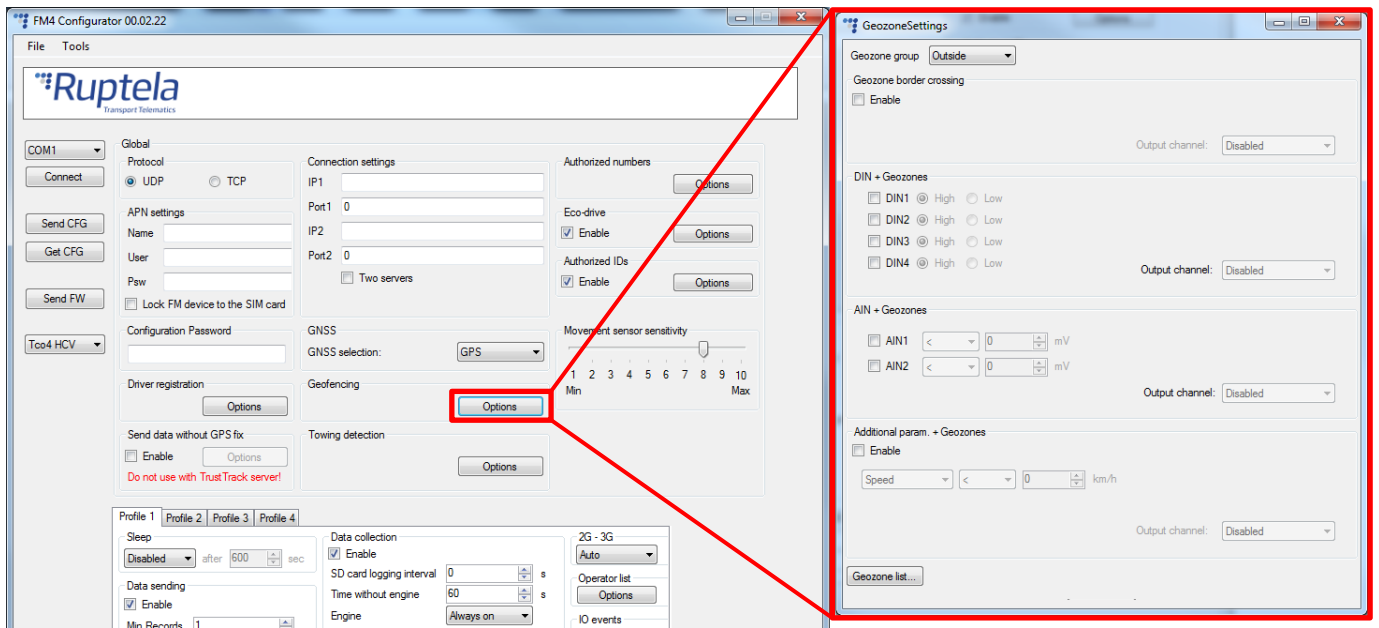 FM4 Configurator 00.02.22
File Tools
Ruptela
Transport Telematics
COM1
Connect
Send CFG
Get CFG
Send FW
Tco4 HCV
Global
Protocol
UDP TCP
APN settings
Name
User
Psw
Lock FM device to the SIM card
Connection settings
IP1
Port1 0
IP2
Port2 0
Two servers
Authorized numbers
Options
Eco-drive
Enable Options
Authorized IDs
Enable Options
Configuration Password
GNSS
GNSS selection: GPS
Movement sensor sensitivity
1 2 3 4 5 6 7 8 9 10
Min Max
Driver registration
Options
Geofencing
Options
Send data without GPS fix
Enable Options
Do not use with TrustTrack server!
Towing detection
Options
Profile 1 Profile 2 Profile 3 Profile 4
Sleep
Disabled after 600 sec
Data sending
Enable
Min Records 1
Data collection
Enable
SD card logging interval 0 s
Time without engine 60 s
Engine Always on
2G - 3G
Auto
Operator list
Options
IO events
GeozoneSettings
Geozone group Outside
Geozone border crossing
Enable
Output channel: Disabled
DIN + Geozones
DIN1 High Low
DIN2 High Low
DIN3 High Low
DIN4 High Low
Output channel: Disabled
AIN + Geozones
AIN1 < 0 mV
AIN2 < 0 mV
Output channel: Disabled
Additional param. + Geozones
Enable
Speed < 0 km/h
Output channel: Disabled
Geozone list...